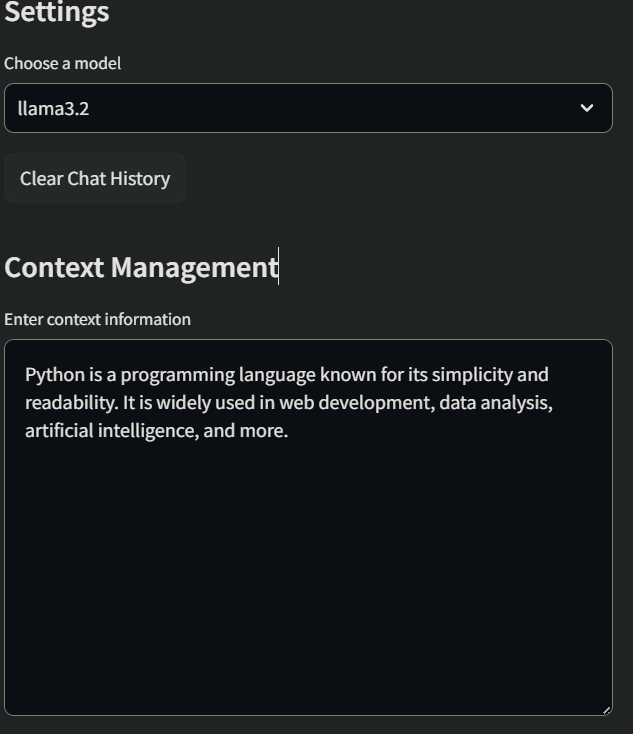 Settings
Choose a model
llama3.2
Clear Chat History
Context Management
Enter context information
Python is a programming language known for its simplicity and
readability. It is widely used in web development, data analysis,
artificial intelligence, and more.